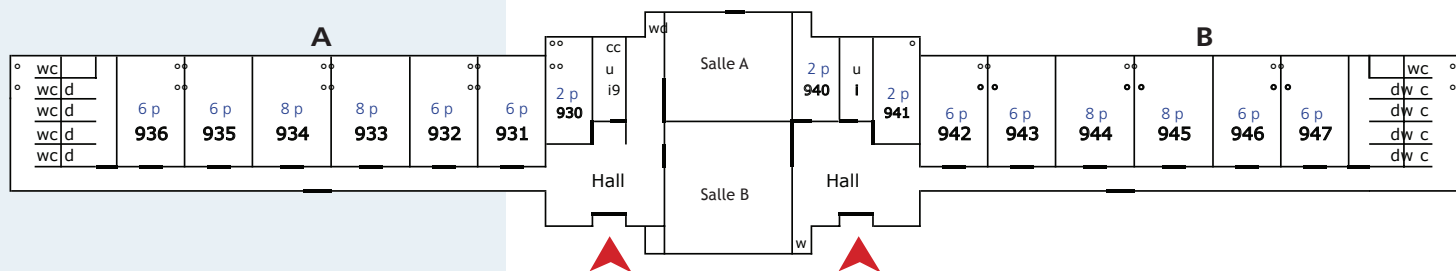 A
B
wd
cc
wc
wc d
wc d
wc d
wc d
6 p
936
6 p
935
8 p
934
8 p
933
6 p
932
6 p
931
2 p
930
u
i9
Hall
Salle A
Salle B
2 p
940
u
I
2 p
941
Hall
w
6 p
942
6 p
943
8 p
944
8 p
945
6 p
946
6 p
947
wc
dw c
dw c
dw c
dw c